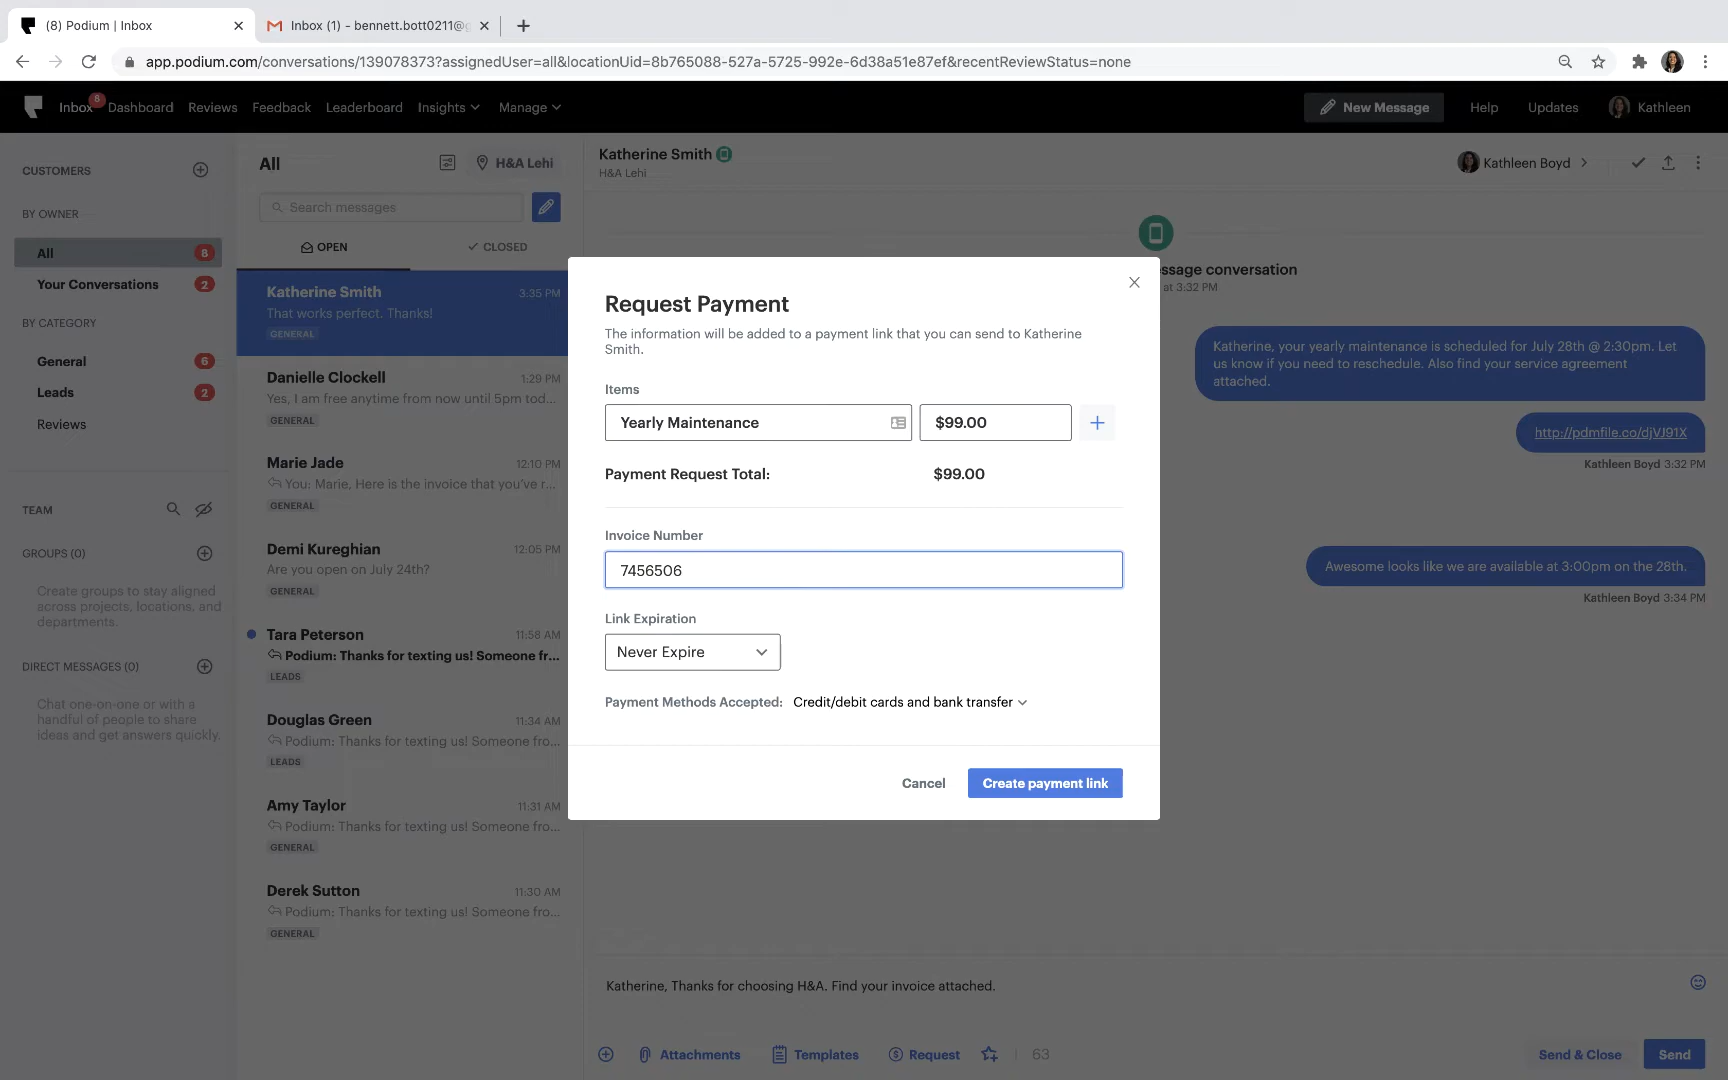 (8) Podium | Inbox
Inbox (1) - bennett.bott0211@g
app.podium.com/conversations/139078373?assignedUser=all&locationUid=8b765088-527a-5725-992e-6d38a51e87ef&recentReviewStatus=none
Inbox 8 Dashboard Reviews Feedback Leaderboard Insights Manage New Message Help Updates Kathleen
CUSTOMERS
BY OWNER
All 8
Your Conversations 2
BY CATEGORY
General 6
Leads 2
Reviews
TEAM
GROUPS (0)
Create groups to stay aligned
across projects, locations, and
departments.
DIRECT MESSAGES (0)
Chat one-on-one or with a
handful of people to share
ideas and get answers quickly.
All H&A Lehi
Search messages
OPEN CLOSED
Katherine Smith 3:35 PM
That works perfect. Thanks!
GENERAL
Danielle Clockell 1:29 PM
Yes, I am free anytime from now until 5pm tod...
GENERAL
Marie Jade 12:10 PM
You: Marie, Here is the invoice that you've r...
GENERAL
Demi Kureghian 12:05 PM
Are you open on July 24th?
GENERAL
Tara Peterson 11:58 AM
Podium: Thanks for texting us! Someone fr...
LEADS
Douglas Green 11:34 AM
Podium: Thanks for texting us! Someone fro...
LEADS
Amy Taylor 11:31 AM
Podium: Thanks for texting us! Someone fro...
GENERAL
Derek Sutton 11:30 AM
Podium: Thanks for texting us! Someone fro...
GENERAL
Katherine Smith
H&A Lehi
Kathleen Boyd
ssage conversation
at 3:32 PM
Katherine, your yearly maintenance is scheduled for July 28th @ 2:30pm. Let
us know if you need to reschedule. Also find your service agreement
attached.
http://pdmfile.co/djVJ91X
Kathleen Boyd 3:32 PM
Awesome looks like we are available at 3:00pm on the 28th.
Kathleen Boyd 3:34 PM
Request Payment
The information will be added to a payment link that you can send to Katherine
Smith.
Items
Yearly Maintenance $99.00
Payment Request Total: $99.00
Invoice Number
7456506
Link Expiration
Never Expire
Payment Methods Accepted: Credit/debit cards and bank transfer
Cancel Create payment link
Katherine, Thanks for choosing H&A. Find your invoice attached.
Attachments Templates Request 63 Send & Close Send